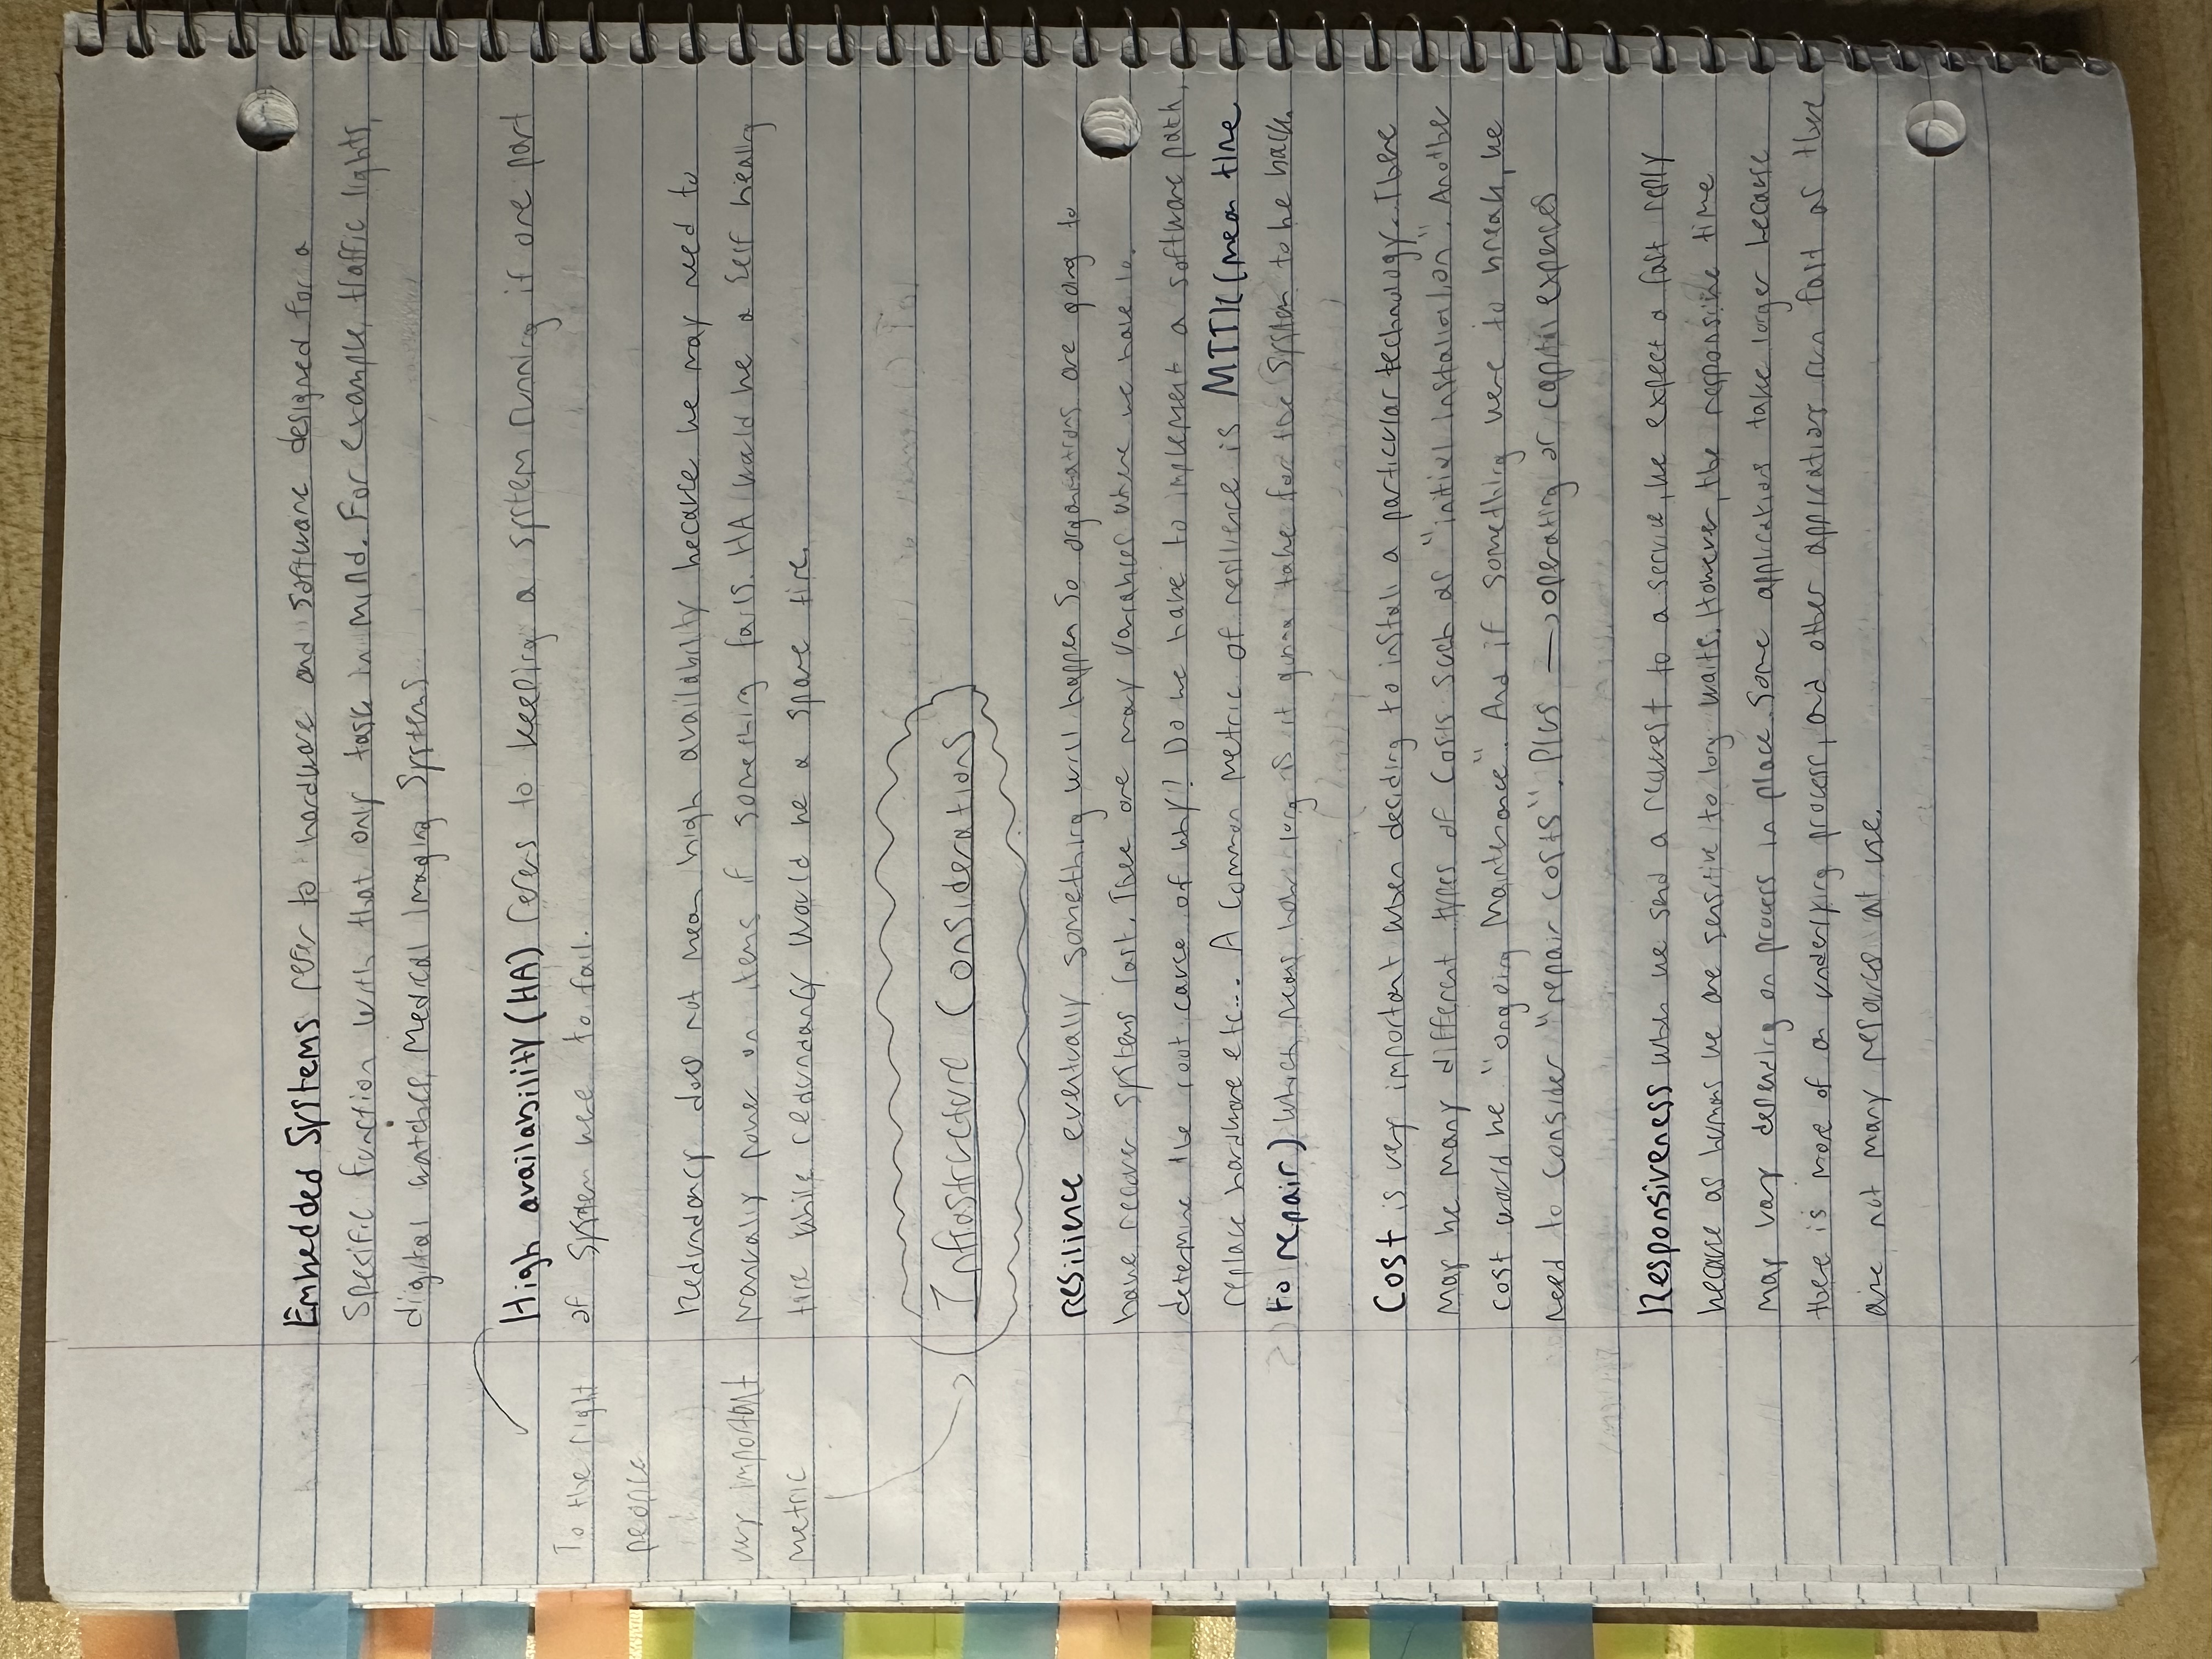 Embedded Systems refer to hardware and software designed for a
Specific function with that only task in mind. For example, traffic lights,
digital watches, Medical Imaging Systems.
High availability (HA) refers to keeping a system running if one part
of system were to fail.
To the right
people
very important
metric
Redundancy does not mean high availability because we may need to
manually power on items if something fails. HA would be a self healing
tire while redundancy would be a spare tire.
Infrastructure Considerations
resilience eventually something will happen so organizations are going to
have recover systems fast. There are many variables where we have to
determine the root cause of why! Do we have to implement a software patch,
replace hardware etc... A common metric of resilience is MTTR (mean time
to repair) which means how long is it gunna take for the system to be back.
Cost is very important when deciding to install a particular technology. There
may be many different types of costs such as "initial installation". Another
cost would be "ongoing Maintenance". And if something were to break, we
need to consider "repair costs". Plus → operating or capital expenses
Responsiveness when we send a request to a service, we expect a fast reply
because as humans we are sensitive to long waits. However, the responsive time
may vary depending on process in place. Some applications take longer because
there is more of an underlying process, and other applications run fast as there
are not many resources at use.